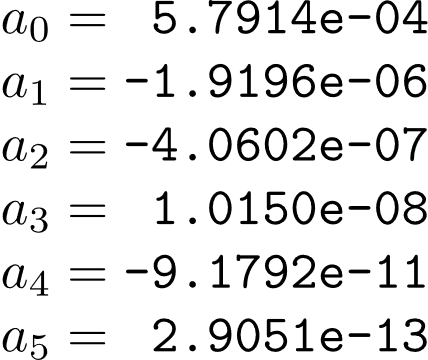 a₀ = 5.7914e-04
a₁ = -1.9196e-06
a₂ = -4.0602e-07
a₃ = 1.0150e-08
a₄ = -9.1792e-11
a₅ = 2.9051e-13